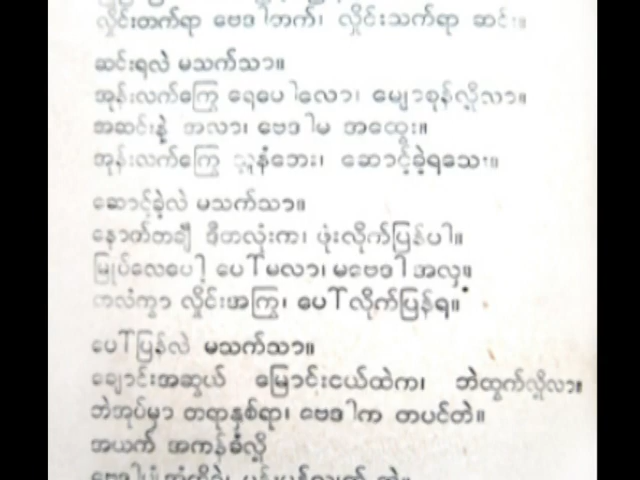 လှိုင်းတက်ရာ ဗေဒါတက်၊ လှိုင်းသက်ရာ ဆင်း။
ဆင်းရလဲ မသက်သာ။
အုန်းလက်ကြွေ ရေပေါလော၊ မျောစုန်လို့လာ။
အဆင်းနဲ့ အလာ၊ ဗေဒါမ အထွေး။
အုန်းလက်ကြွေ သူနံဘေး၊ ဆောင့်ခဲ့ရသေး။
ဆောင့်ခဲ့လဲ မသက်သာ။
နောက်တချီ ဒီတလုံးက၊ ဖုံးလိုက်ပြန်ပါ။
မြုပ်လေပေါ့ ပေါ်မလာ၊ မဗေဒါ အလှ။
ကလံကွာ လှိုင်းအကြွ၊ ပေါ်လိုက်ပြန်ရ။
ပေါ်ပြန်လဲ မသက်သာ။
ချောင်းအဆွယ် မြောင်းငယ်ထဲက၊ ဘဲထွက်လို့လာ။
ဘဲအုပ်မှာ တရာနှစ်ရာ၊ ဗေဒါက တပင်တဲ။
အယက် အကန်ခံလို့